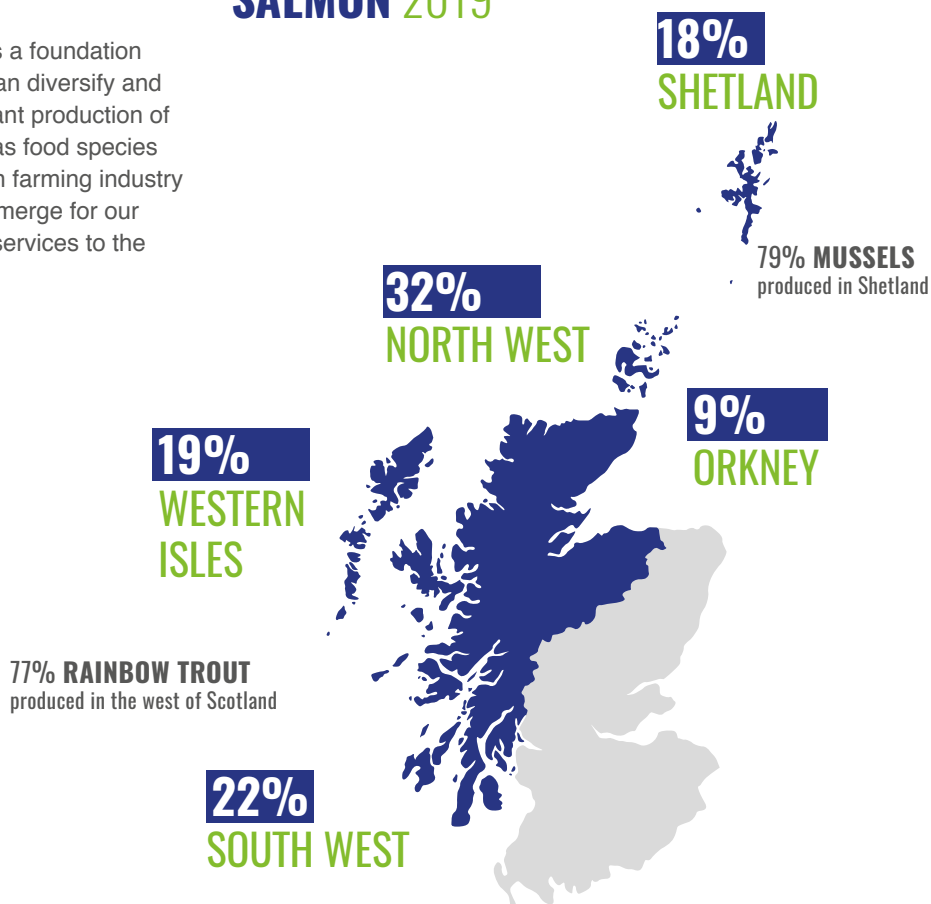 SALMON 2019
a foundation
an diversify and
ant production of
as food species
farming industry
merge for our
services to the
18%
SHETLAND
79% MUSSELS
produced in Shetland
32%
NORTH WEST
9%
ORKNEY
19%
WESTERN
ISLES
77% RAINBOW TROUT
produced in the west of Scotland
22%
SOUTH WEST